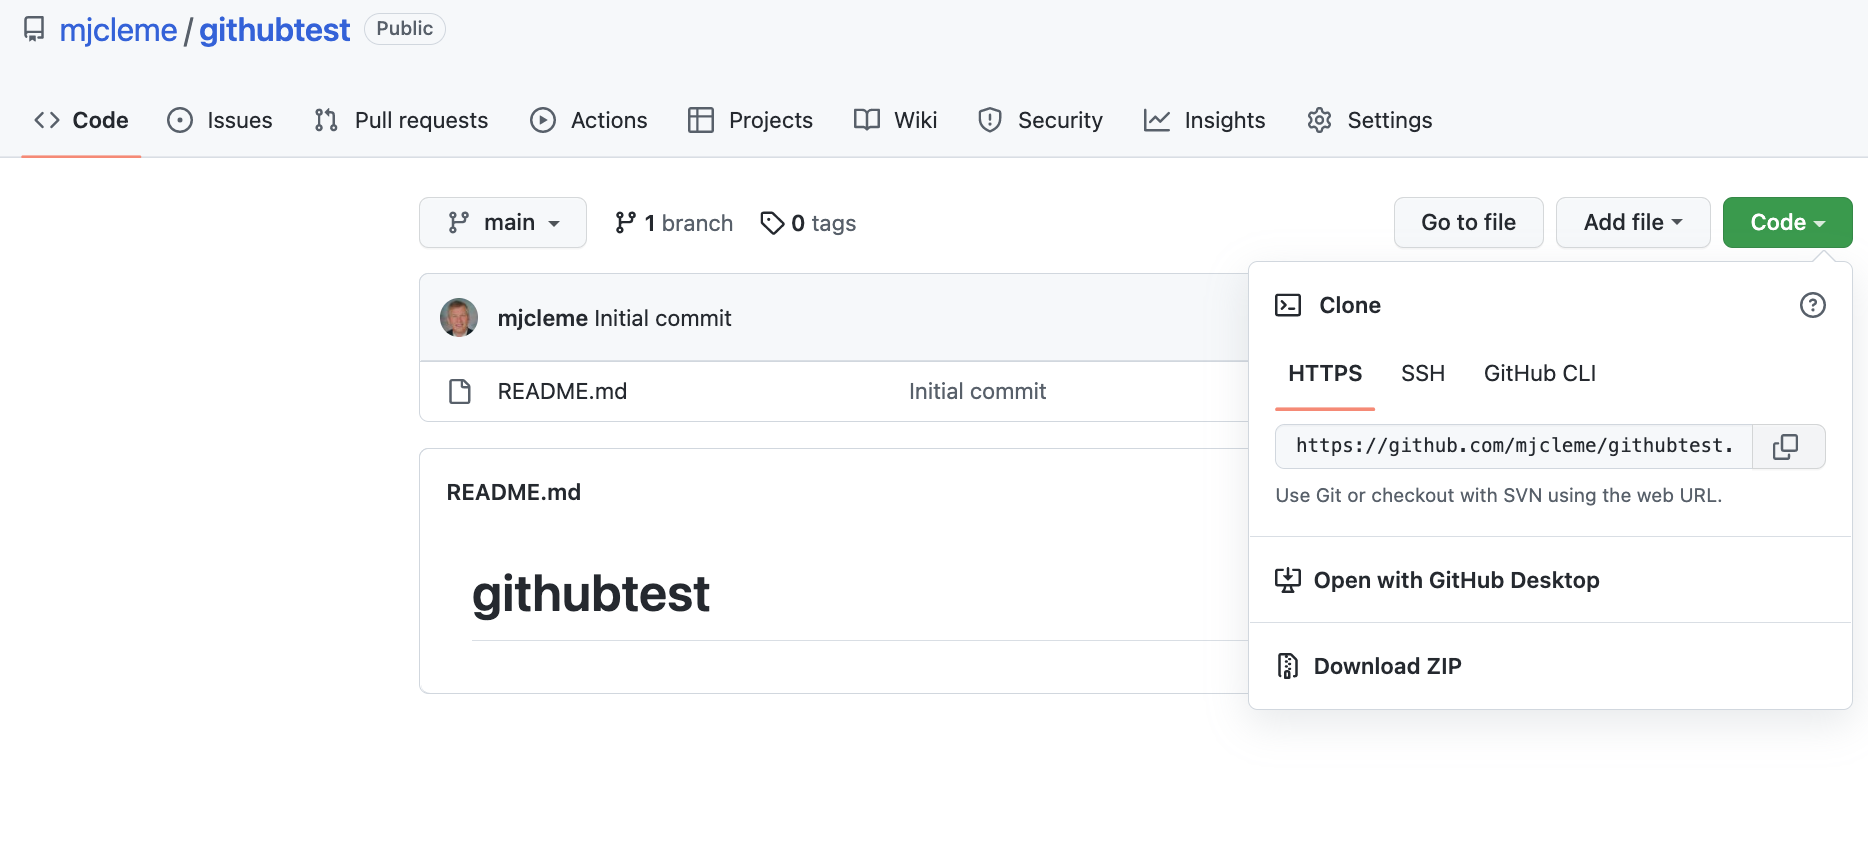 mjcleme / githubtest Public
Code Issues Pull requests Actions Projects Wiki Security Insights Settings
main 1 branch 0 tags Go to file Add file Code
mjcleme Initial commit
README.md Initial commit
README.md
githubtest
Clone
HTTPS SSH GitHub CLI
https://github.com/mjcleme/githubtest.
Use Git or checkout with SVN using the web URL.
Open with GitHub Desktop
Download ZIP